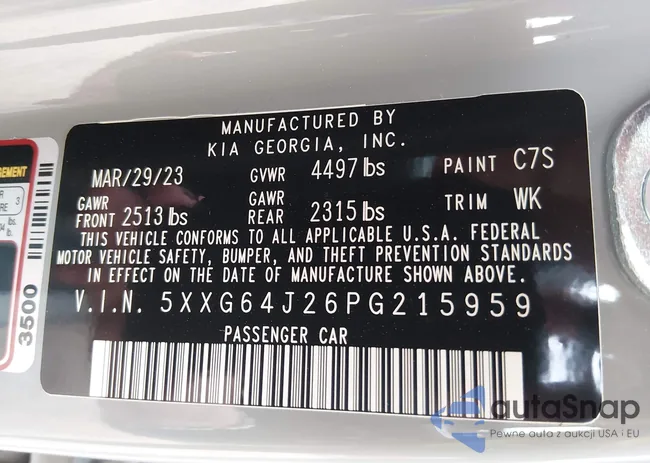 MANUFACTURED BY
KIA GEORGIA, INC.
MAR/29/23 GVWR 4497 lbs PAINT C7S
GAWR FRONT 2513 lbs GAWR REAR 2315 lbs TRIM WK
THIS VEHICLE CONFORMS TO ALL APPLICABLE U.S.A. FEDERAL
MOTOR VEHICLE SAFETY, BUMPER, AND THEFT PREVENTION STANDARDS
IN EFFECT ON THE DATE OF MANUFACTURE SHOWN ABOVE.
V.I.N. 5XXG64J26PG215959
PASSENGER CAR
3500
autoSnap
Pewne auta z aukcji USA i EU